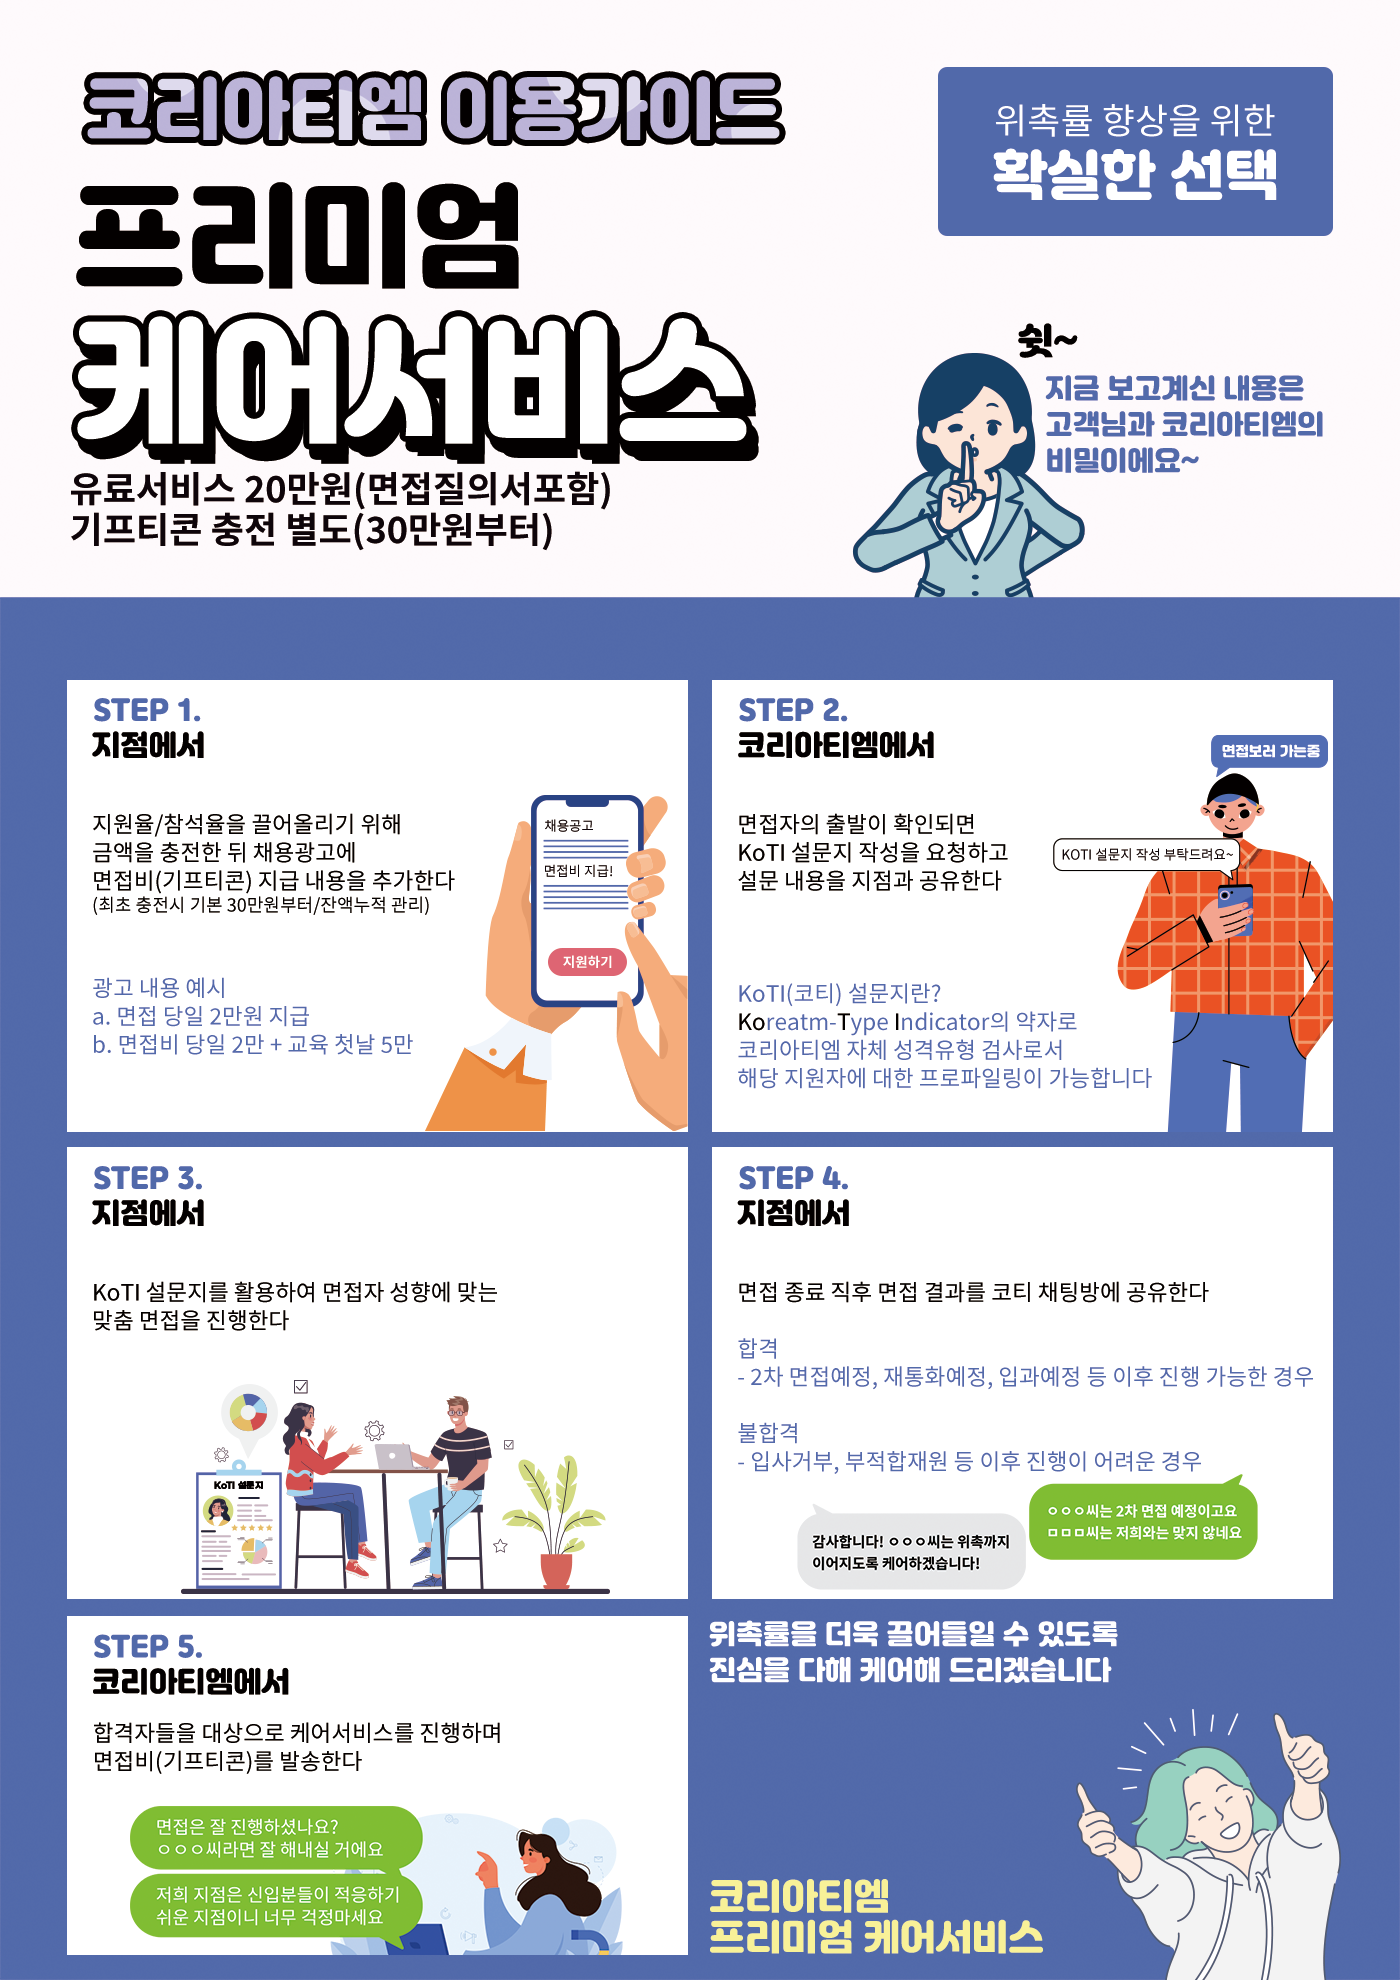 코리아티엠 이용가이드
프리미엄
케어서비스
유료서비스 20만원(면접질의서포함)
기프티콘 충전 별도(30만원부터)
위촉률 향상을 위한
확실한 선택
쉿~
지금 보고계신 내용은
고객님과 코리아티엠의
비밀이에요~
STEP 1.
지점에서
지원율/참석율을 끌어올리기 위해
금액을 충전한 뒤 채용광고에
면접비(기프티콘) 지급 내용을 추가한다
(최초 충전시 기본 30만원부터/잔액누적 관리)
광고 내용 예시
a. 면접 당일 2만원 지급
b. 면접비 당일 2만 + 교육 첫날 5만
채용공고
면접비 지급!
지원하기
STEP 2.
코리아티엠에서
면접자의 출발이 확인되면
KoTI 설문지 작성을 요청하고
설문 내용을 지점과 공유한다
면접보러 가는중
KOTI 설문지 작성 부탁드려요~
KoTI(코티) 설문지란?
Koreatm-Type Indicator의 약자로
코리아티엠 자체 성격유형 검사로서
해당 지원자에 대한 프로파일링이 가능합니다
STEP 3.
지점에서
KoTI 설문지를 활용하여 면접자 성향에 맞는
맞춤 면접을 진행한다
KoTI 설문지
STEP 4.
지점에서
면접 종료 직후 면접 결과를 코티 채팅방에 공유한다
합격
- 2차 면접예정, 재통화예정, 입과예정 등 이후 진행 가능한 경우
불합격
- 입사거부, 부적합재원 등 이후 진행이 어려운 경우
ㅇㅇㅇ씨는 2차 면접 예정이고요
ㅁㅁㅁ씨는 저희와는 맞지 않네요
감사합니다! ㅇㅇㅇ씨는 위촉까지
이어지도록 케어하겠습니다!
STEP 5.
코리아티엠에서
합격자들을 대상으로 케어서비스를 진행하며
면접비(기프티콘)를 발송한다
면접은 잘 진행하셨나요?
ㅇㅇㅇ씨라면 잘 해내실 거에요
저희 지점은 신입분들이 적응하기
쉬운 지점이니 너무 걱정마세요
위촉률을 더욱 끌어들일 수 있도록
진심을 다해 케어해 드리겠습니다
코리아티엠
프리미엄 케어서비스